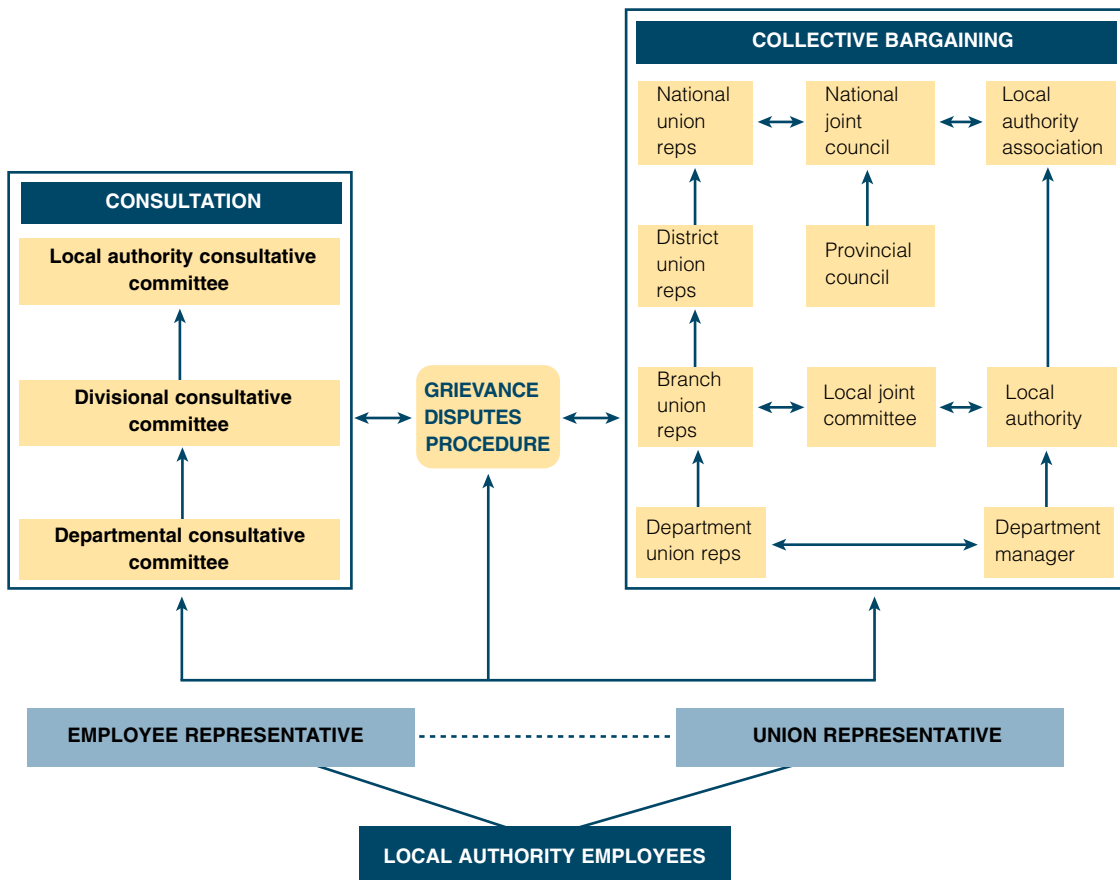 COLLECTIVE BARGAINING
National
union
reps
National
joint
council
Local
authority
association
District
union
reps
Provincial
council
Branch
union
reps
Local joint
committee
Local
authority
Department
union reps
Department
manager
CONSULTATION
Local authority consultative
committee
Divisional consultative
committee
Departmental consultative
committee
GRIEVANCE
DISPUTES
PROCEDURE
EMPLOYEE REPRESENTATIVE
UNION REPRESENTATIVE
LOCAL AUTHORITY EMPLOYEES